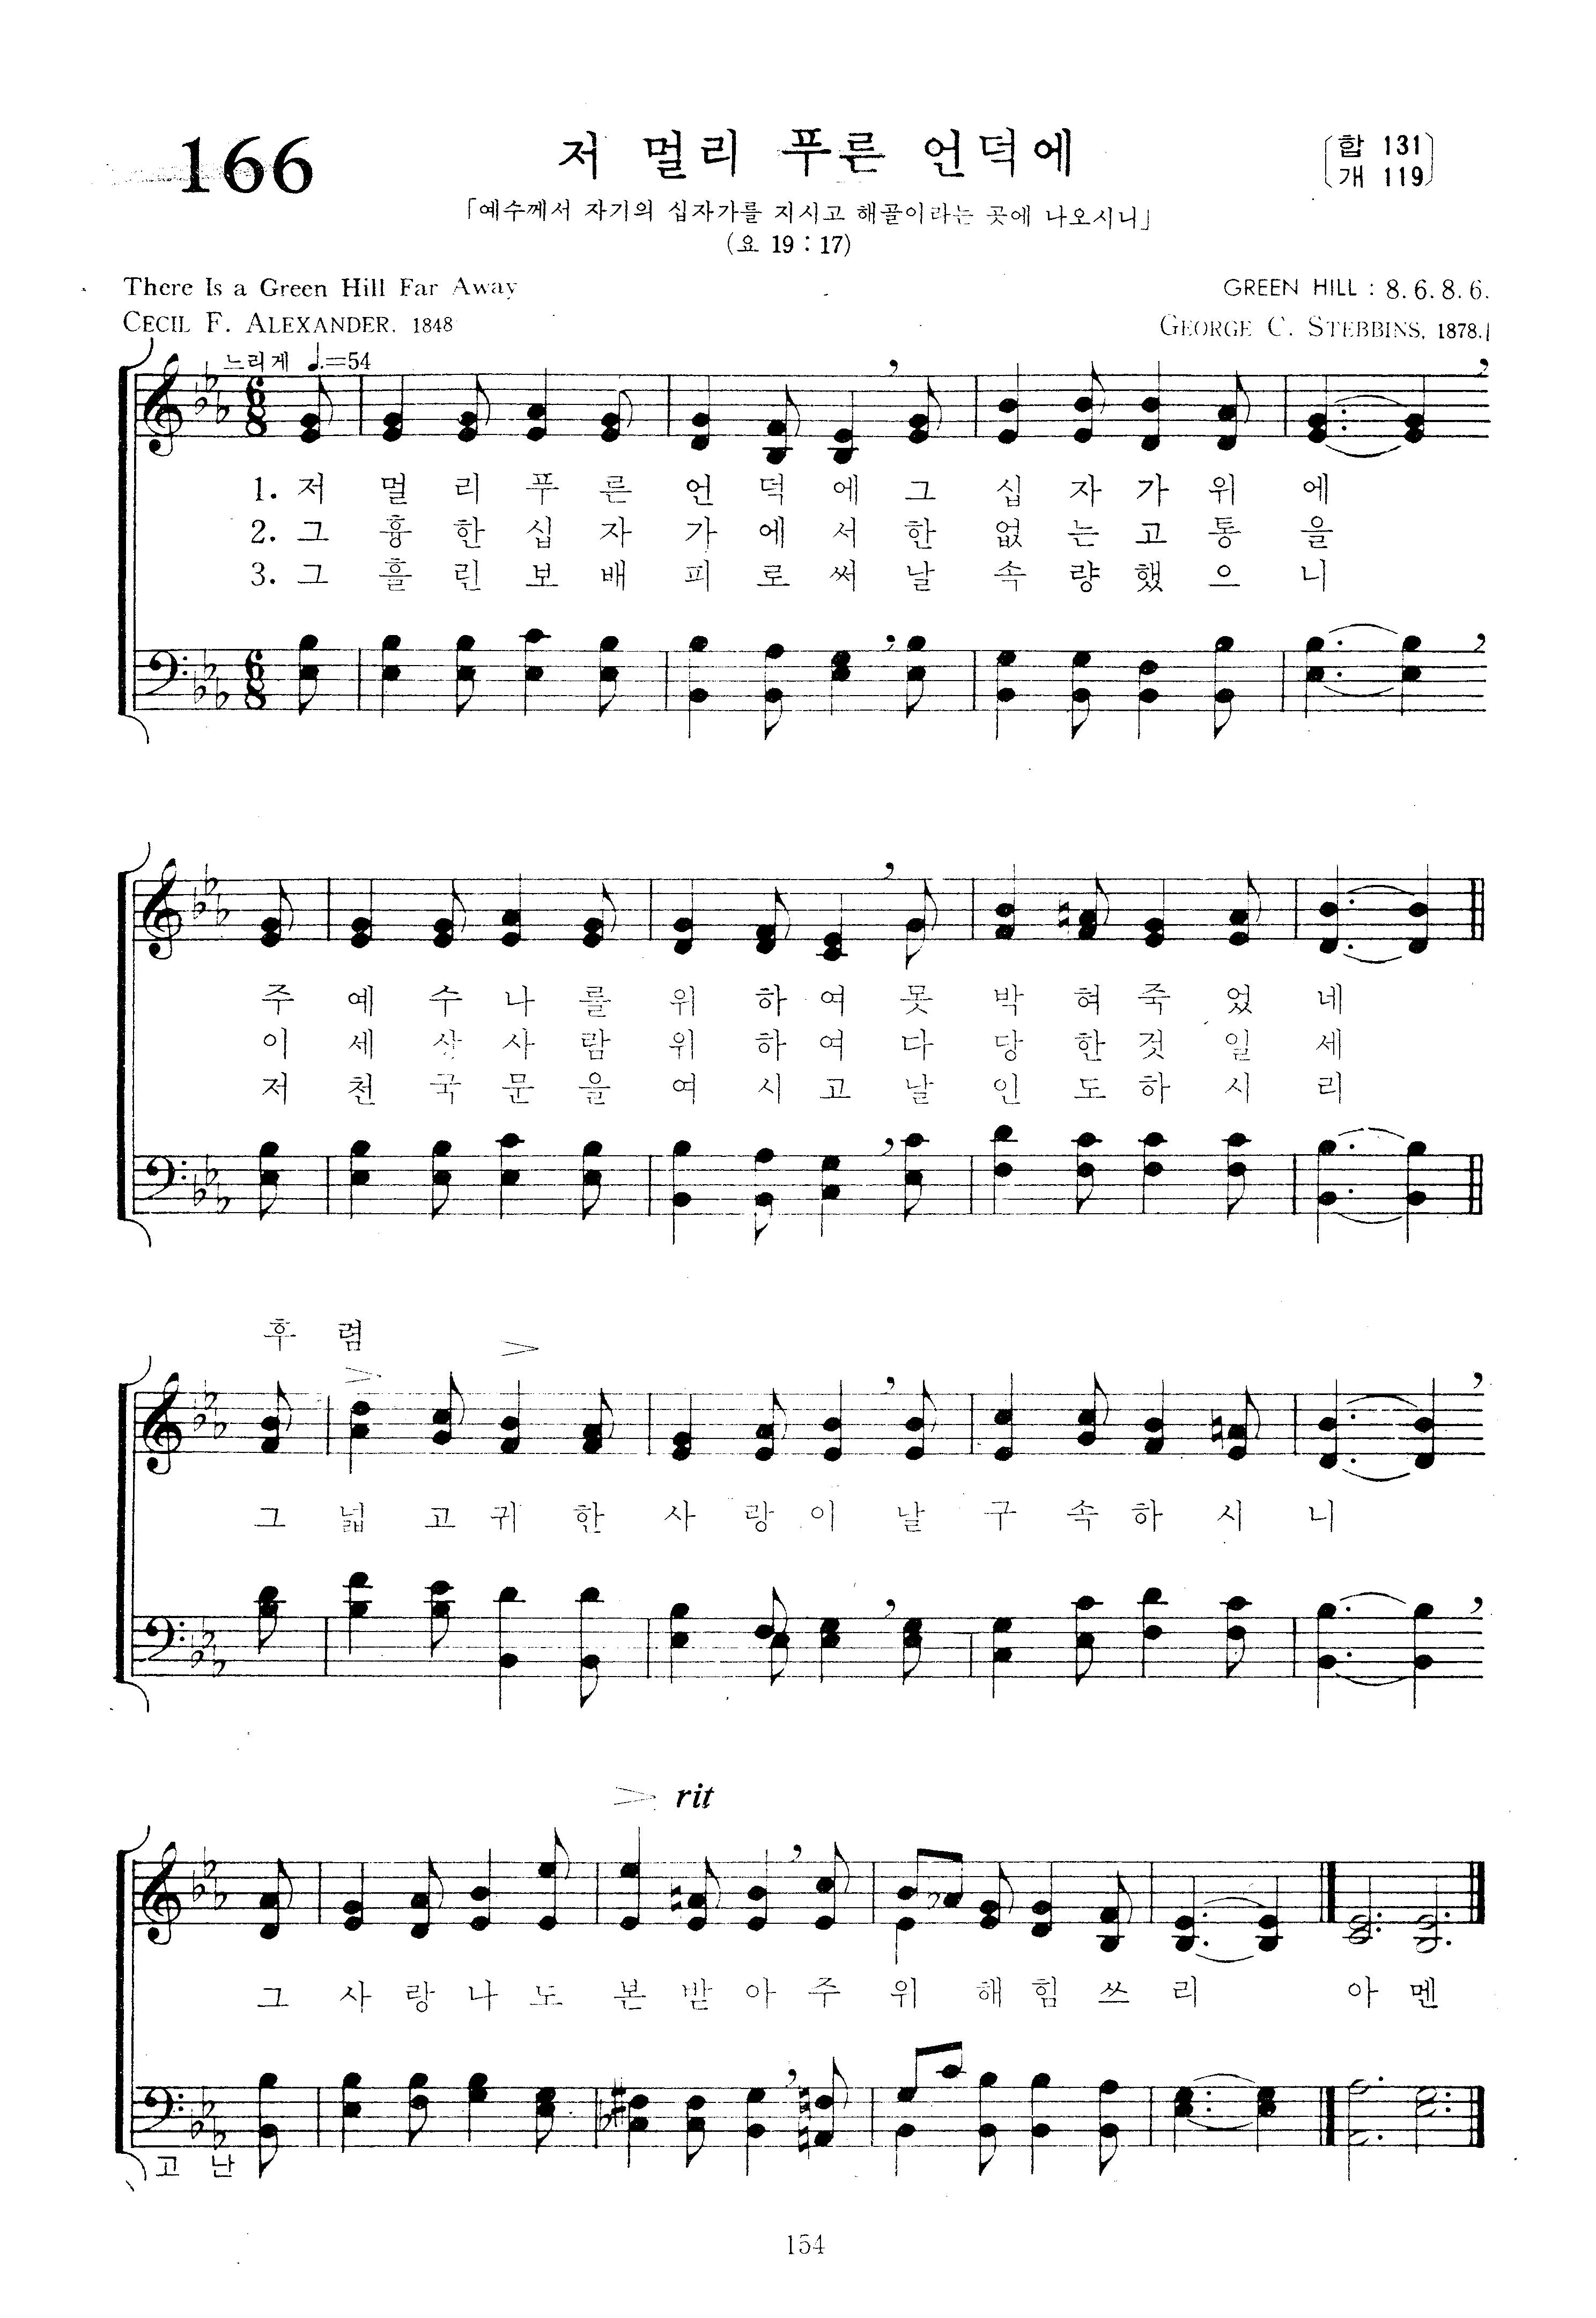 166
저 멀리 푸른 언덕에
합 131
개 119
「예수께서 자기의 십자가를 지시고 해골이라는 곳에 나오시니」
(요 19 : 17)
There Is a Green Hill Far Away
GREEN HILL : 8. 6. 8. 6.
CECIL F. ALEXANDER. 1848
GEORGE C. STEBBINS, 1878.
느리게 ♩.=54
1. 저 멀 리 푸 른 언 덕 에 그 십 자 가 위 에
2. 그 흉 한 십 자 가 에 서 한 없 는 고 통 을
3. 그 흘 린 보 배 피 로 써 날 속 량 했 으 니
주 예 수 나 를 위 하 여 못 박 혀 죽 었 네
이 세 상 사 람 위 하 여 다 당 한 것 일 세
저 천 국 문 을 여 시 고 날 인 도 하 시 리
후 렴
그 넓 고 귀 한 사 랑 이 날 구 속 하 시 니
rit
그 사 랑 나 도 본 받 아 주 위 해 힘 쓰 리 아 멘
고 난
154